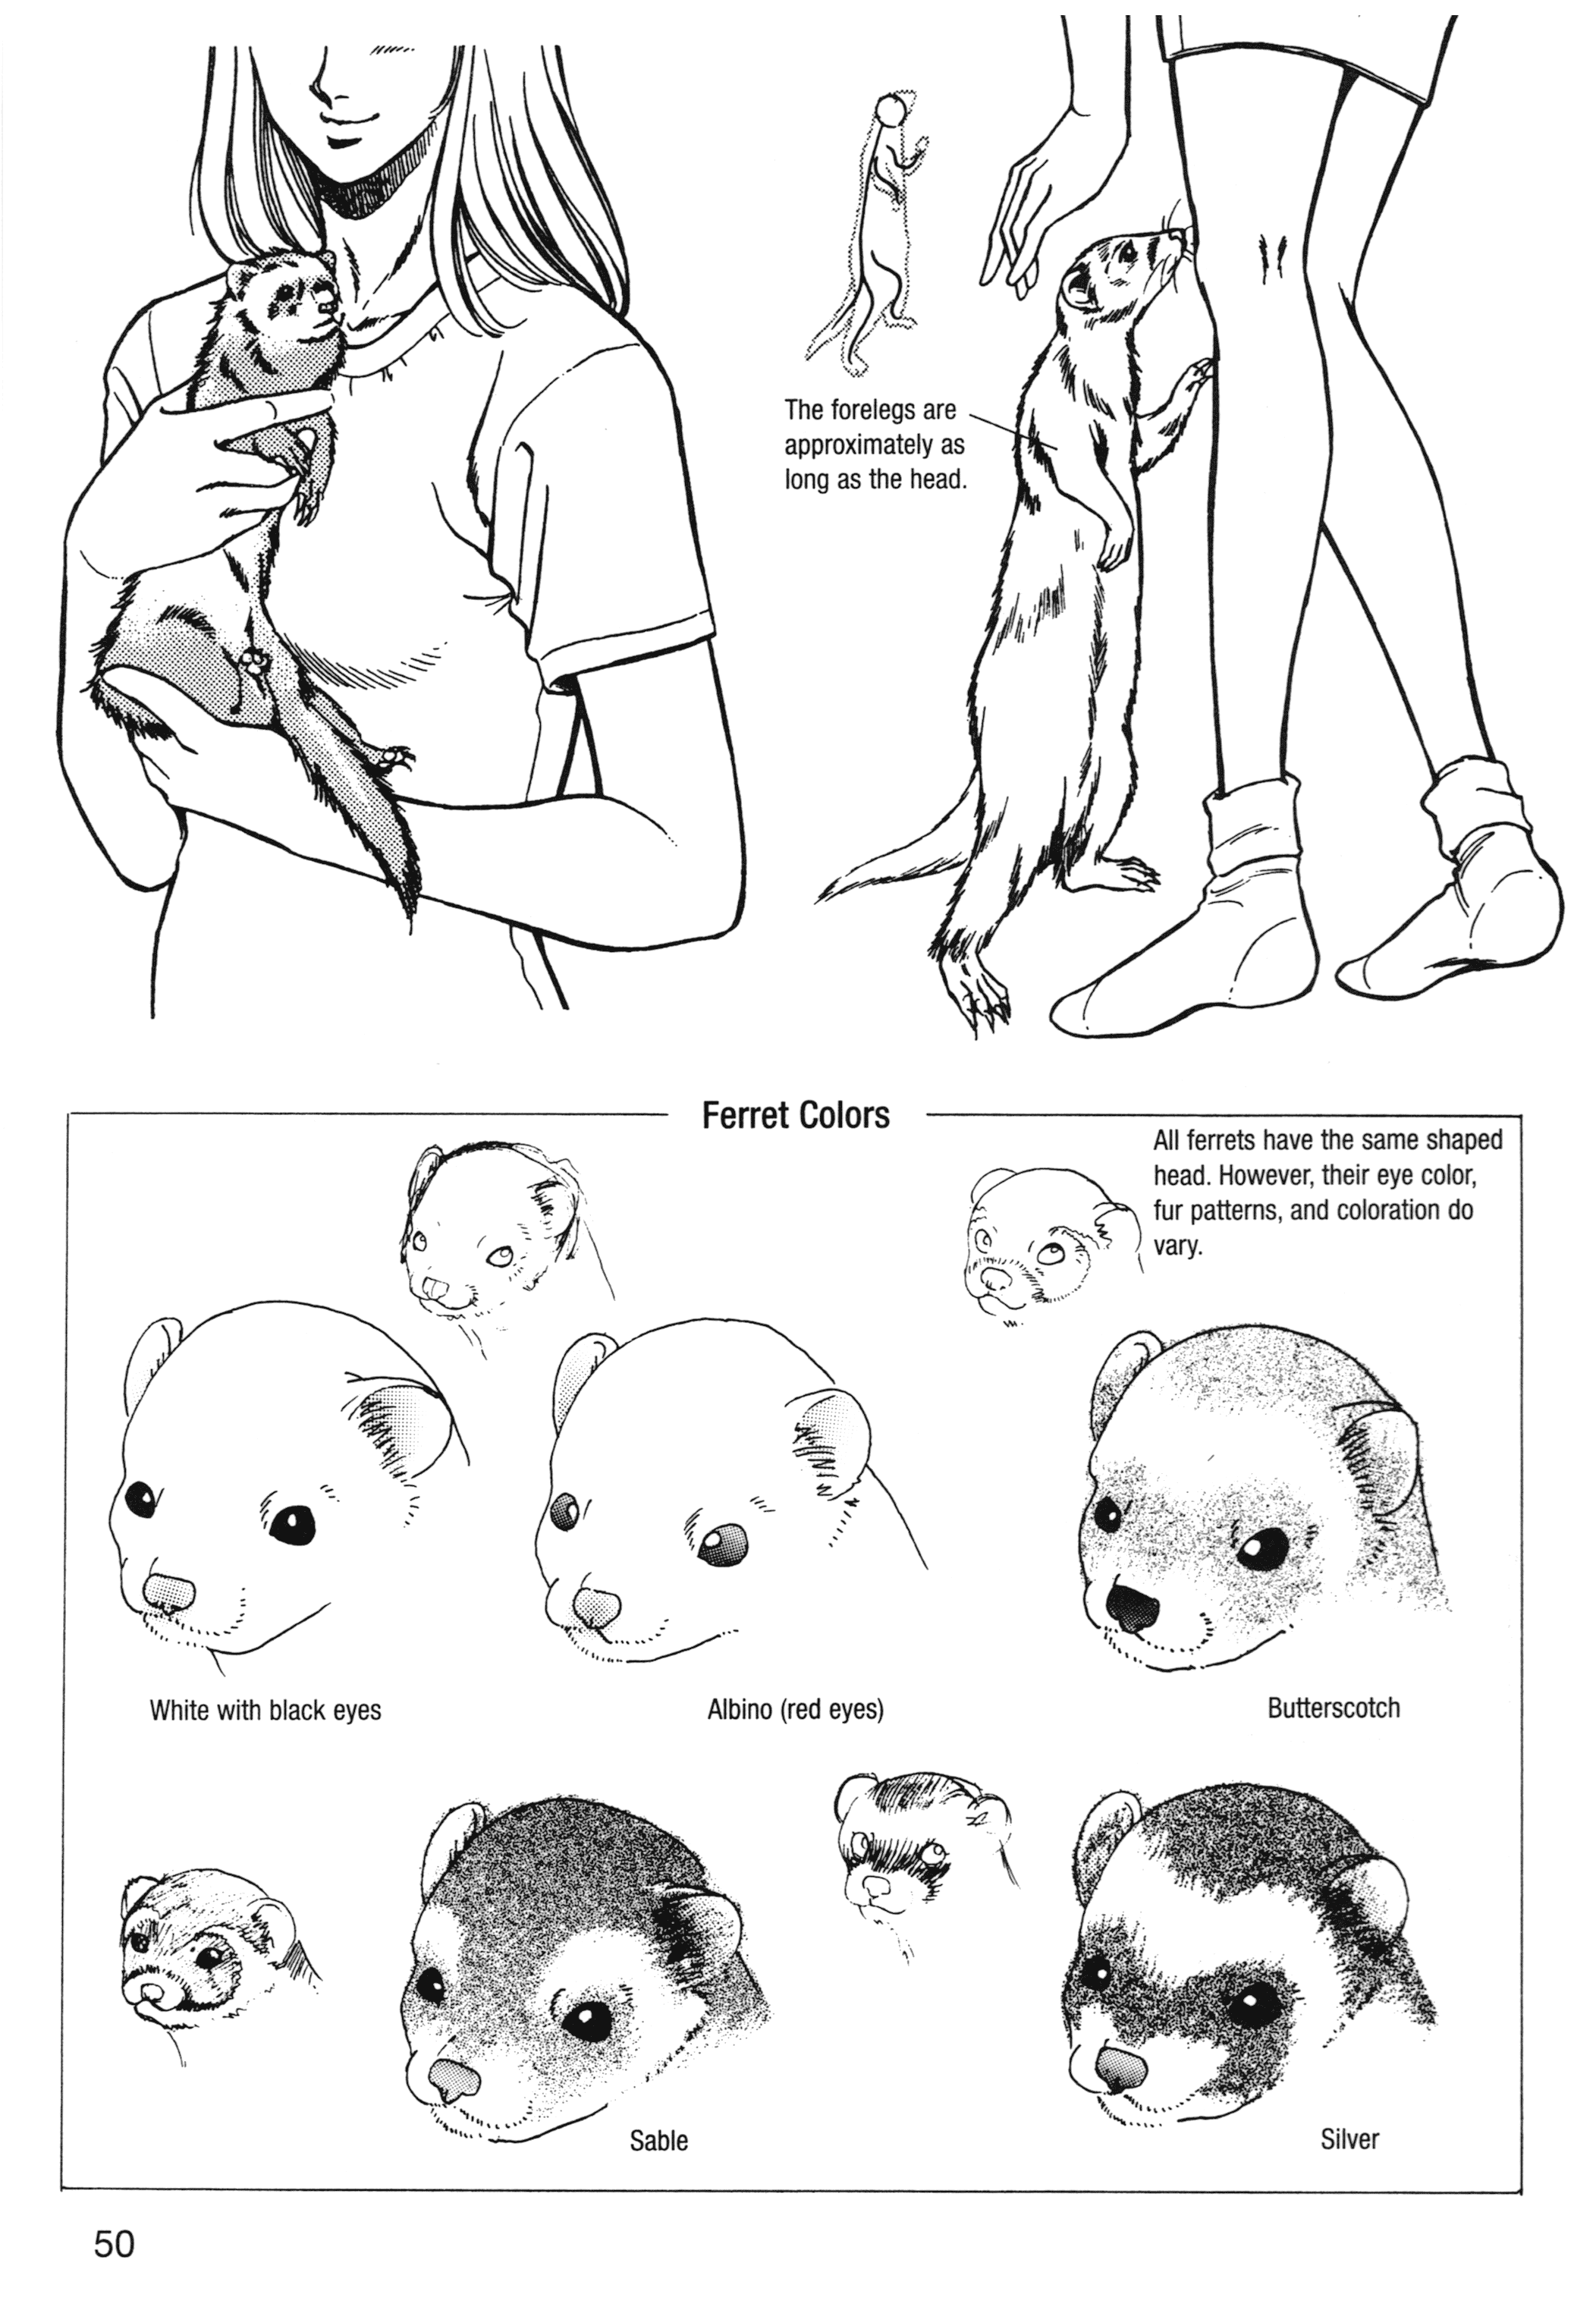 The forelegs are
approximately as
long as the head.
Ferret Colors
All ferrets have the same shaped
head. However, their eye color,
fur patterns, and coloration do
vary.
White with black eyes
Albino (red eyes)
Butterscotch
Sable
Silver
50